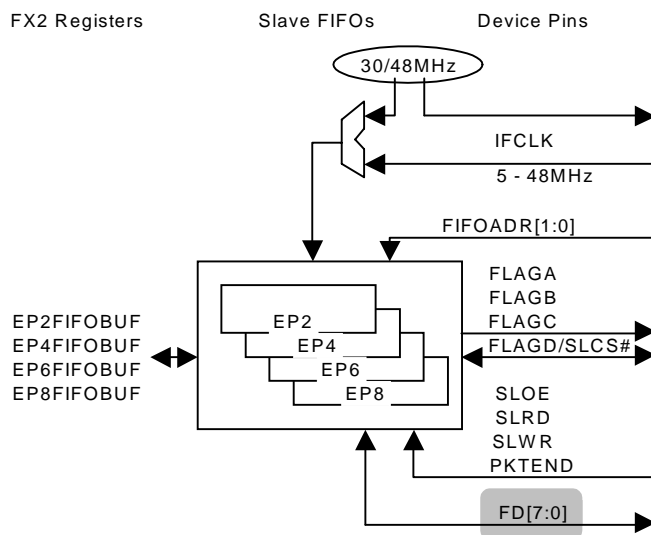 FX2 Registers Slave FIFOs Device Pins
30/48MHz
IFCLK
5 - 48MHz
FIFOADR[1:0]
FLAGA
FLAGB
FLAGC
FLAGD/SLCS#
EP2
EP4
EP6
EP8
EP2FIFOBUF
EP4FIFOBUF
EP6FIFOBUF
EP8FIFOBUF
SLOE
SLRD
SLWR
PKTEND
FD[7:0]